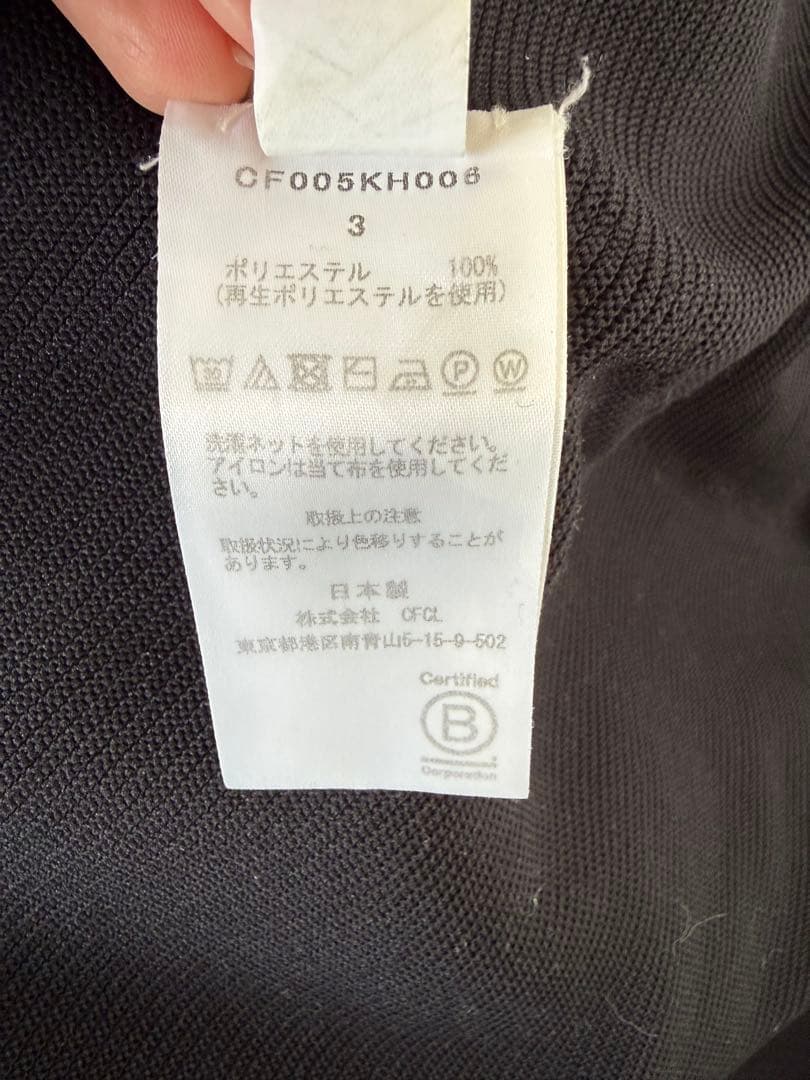 CF005KH006
3
ポリエステル 100%
(再生ポリエステルを使用)
30 P W
洗濯ネットを使用してください。
アイロンは当て布を使用してくだ
さい。
取扱上の注意
取扱状況により色移りすることが
あります。
日本製
株式会社 CFCL
東京都港区南青山5-15-9-502
Certified
B
Corporation